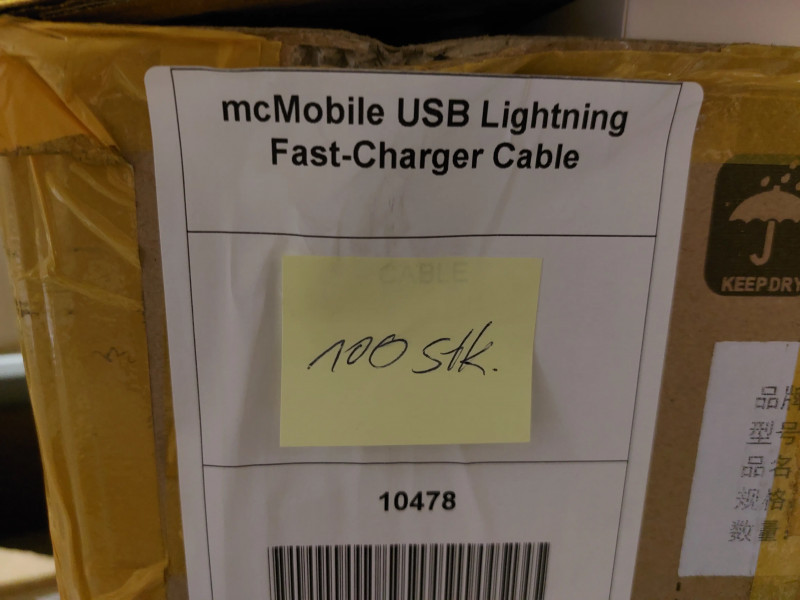 mcMobile USB Lightning
Fast-Charger Cable
CABLE
100 Stk.
10478
KEEP DRY
品牌
型号
品名
规格
数量: